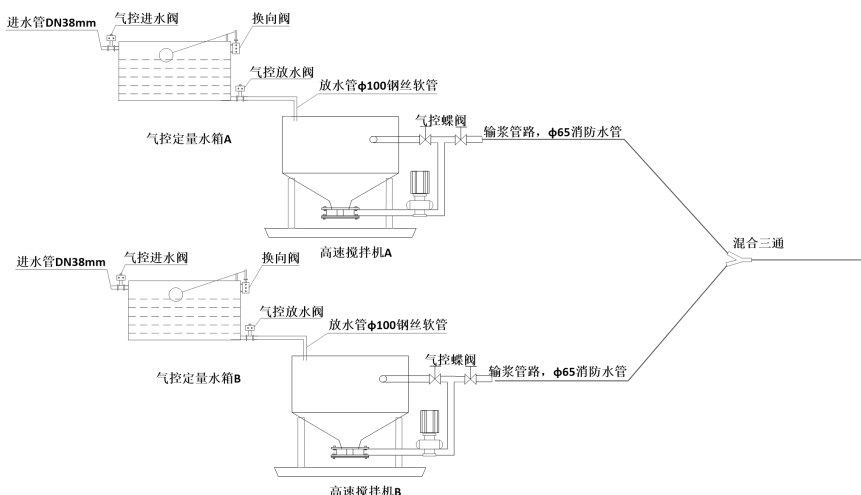 进水管DN38mm
气控进水阀
换向阀
气控放水阀
放水管ф100钢丝软管
气控定量水箱A
气控蝶阀
输浆管路，ф65消防水管
高速搅拌机A
混合三通
进水管DN38mm
气控进水阀
换向阀
气控放水阀
放水管ф100钢丝软管
气控定量水箱B
气控蝶阀
输浆管路，ф65消防水管
高速搅拌机B